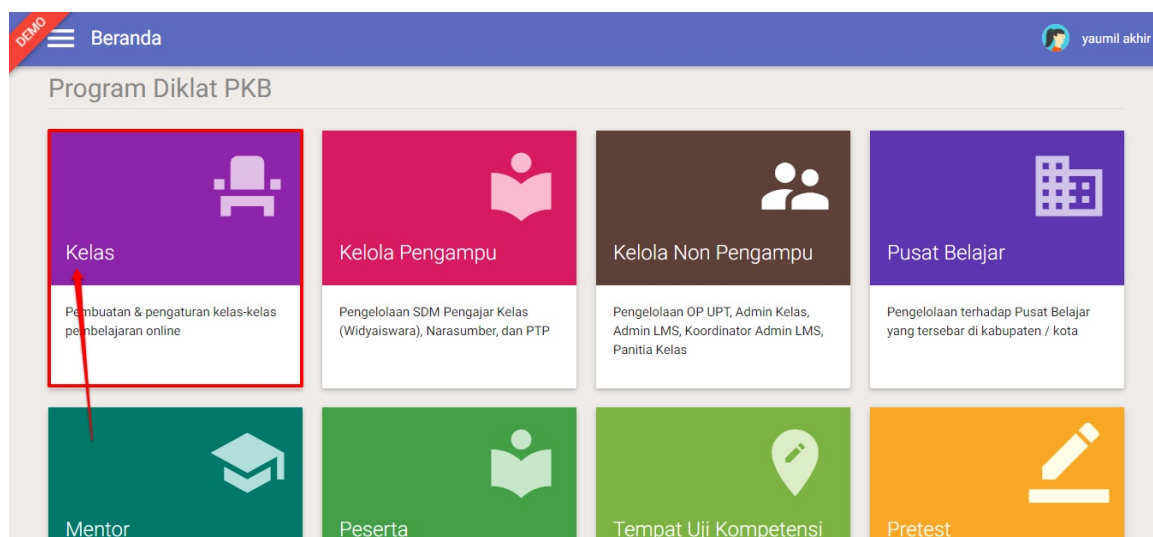 DEMO
Beranda
yaumil akhir
Program Diklat PKB
Kelas
Pembuatan & pengaturan kelas-kelas
pembelajaran online
Kelola Pengampu
Pengelolaan SDM Pengajar Kelas
(Widyaiswara), Narasumber, dan PTP
Kelola Non Pengampu
Pengelolaan OP UPT, Admin Kelas,
Admin LMS, Koordinator Admin LMS,
Panitia Kelas
Pusat Belajar
Pengelolaan terhadap Pusat Belajar
yang tersebar di kabupaten / kota
Mentor
Peserta
Tempat Uji Kompetensi
Pretest